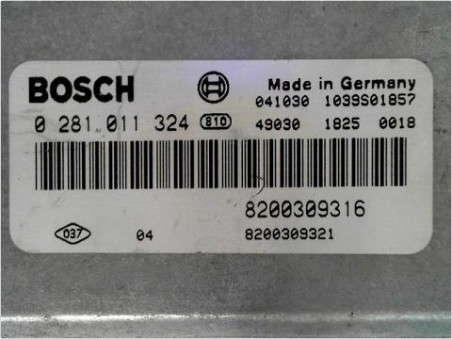 BOSCH
Made in Germany
041030 1039S01857
0 281 011 324 810 49030 1825 0018
8200309316
037 04 8200309321